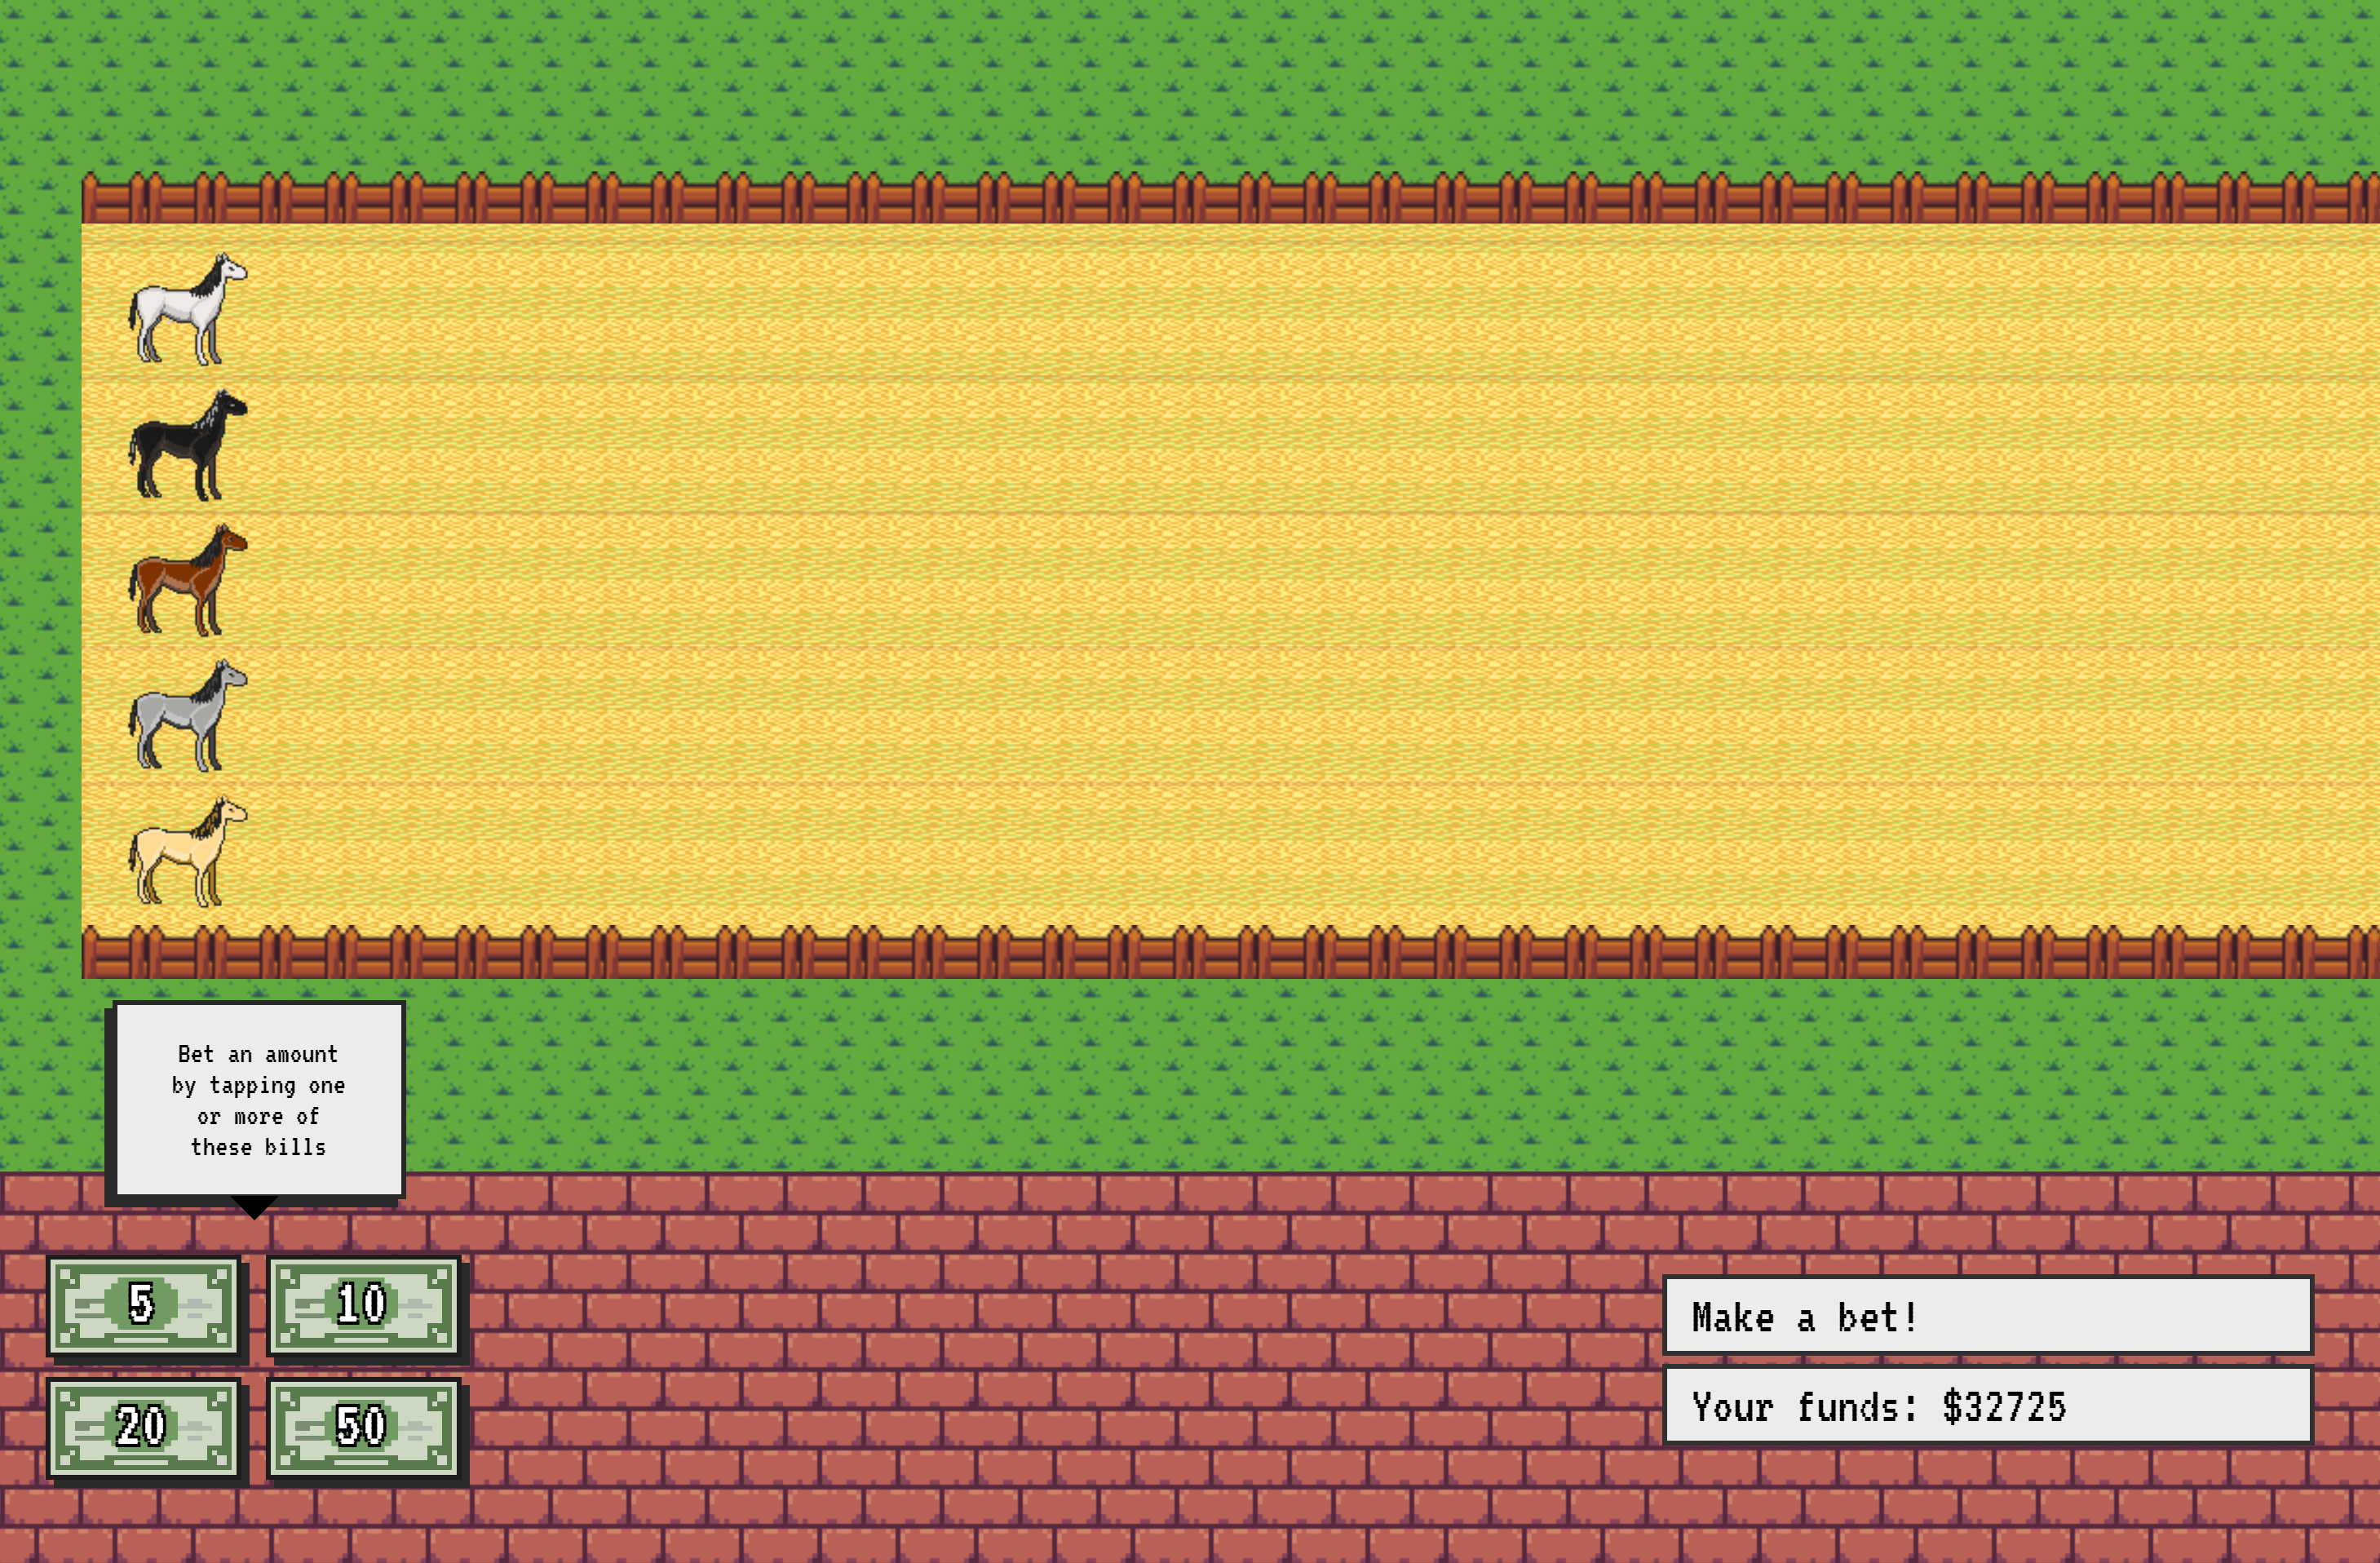 Bet an amount
by tapping one
or more of
these bills
5
10
20
50
Make a bet!
Your funds: $32725